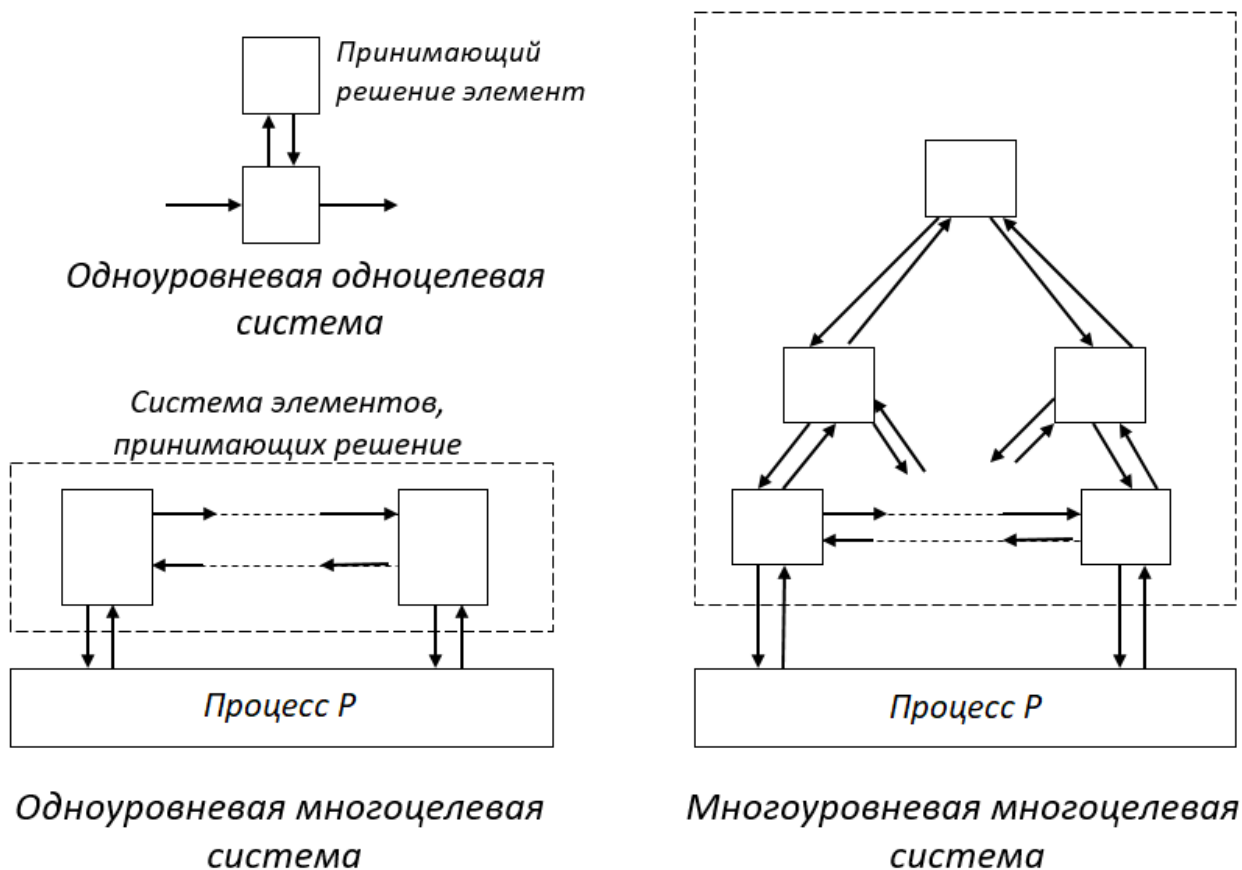 Принимающий
решение элемент
Одноуровневая одноцелевая
система
Система элементов,
принимающих решение
Процесс Р
Одноуровневая многоцелевая
система
Процесс Р
Многоуровневая многоцелевая
система